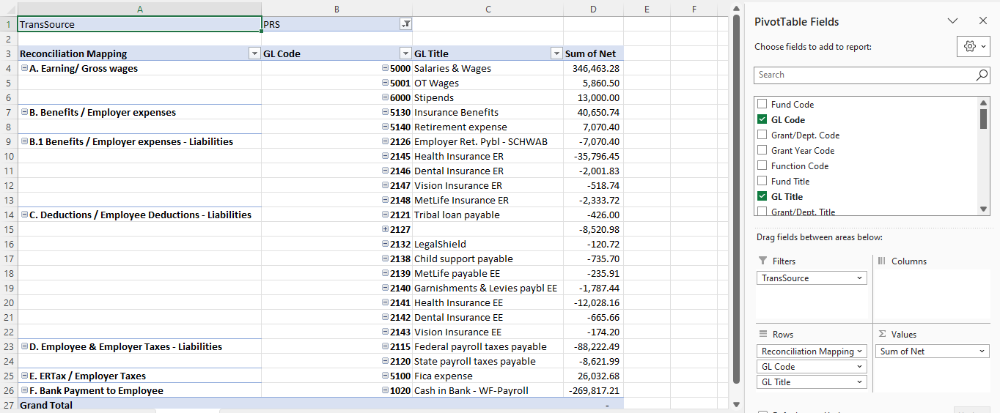 A B C D E F
1 TransSource PRS
2
3 Reconciliation Mapping GL Code GL Title Sum of Net
4 A. Earning/ Gross wages 5000 Salaries & Wages 346,463.28
5 5001 OT Wages 5,860.50
6 6000 Stipends 13,000.00
7 B. Benefits / Employer expenses 5130 Insurance Benefits 40,650.74
8 5140 Retirement expense 7,070.40
9 B.1 Benefits / Employer expenses - Liabilities 2126 Employer Ret. Pybl - SCHWAB -7,070.40
10 2145 Health Insurance ER -35,796.45
11 2146 Dental Insurance ER -2,001.83
12 2147 Vision Insurance ER -518.74
13 2148 MetLife Insurance ER -2,333.72
14 C. Deductions / Employee Deductions - Liabilities 2121 Tribal loan payable -426.00
15 2127 -8,520.98
16 2132 LegalShield -120.72
17 2138 Child support payable -735.70
18 2139 MetLife payable EE -235.91
19 2140 Garnishments & Levies paybl EE -1,787.44
20 2141 Health Insurance EE -12,028.16
21 2142 Dental Insurance EE -665.66
22 2143 Vision Insurance EE -174.20
23 D. Employee & Employer Taxes - Liabilities 2115 Federal payroll taxes payable -88,222.49
24 2120 State payroll taxes payable -8,621.99
25 E. ERTax / Employer Taxes 5100 Fica expense 26,032.68
26 F. Bank Payment to Employee 1020 Cash in Bank - WF-Payroll -269,817.21
27 Grand Total -
PivotTable Fields
Choose fields to add to report:
Search
Fund Code
GL Code
Grant/Dept. Code
Grant Year Code
Function Code
Fund Title
GL Title
Grant/Dept. Title
Drag fields between areas below:
Filters Columns
TransSource
Rows Σ Values
Reconciliation Mapping Sum of Net
GL Code
GL Title